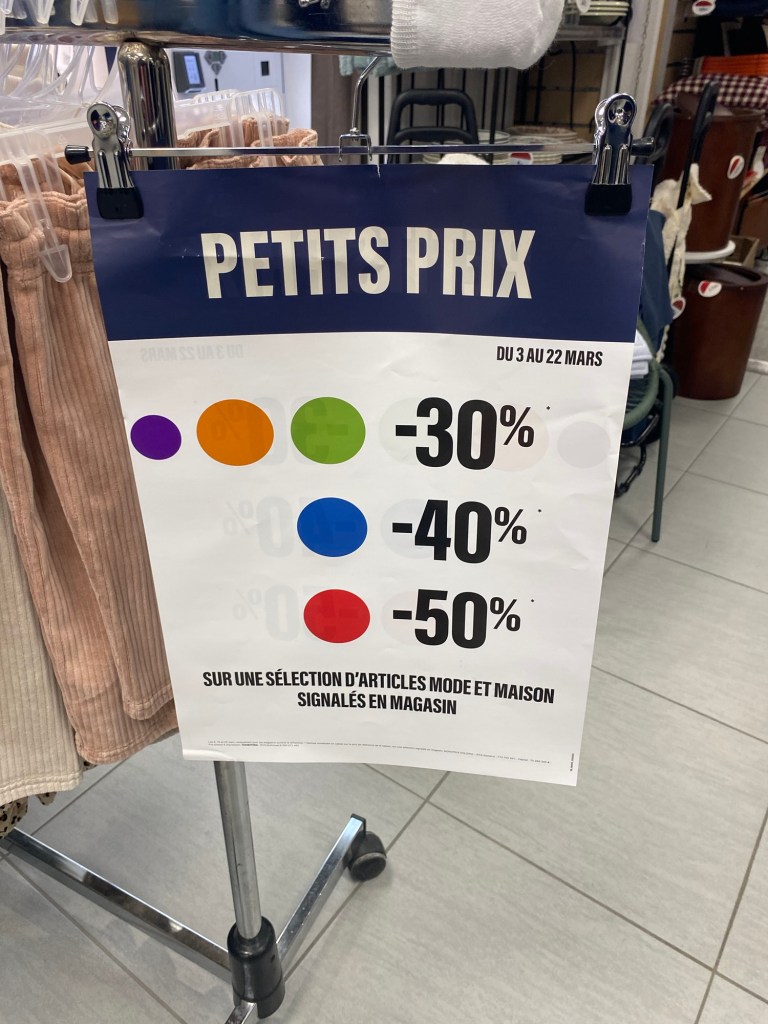 PETITS PRIX
DU 3 AU 22 MARS
-30%*
-40%*
-50%*
SUR UNE SÉLECTION D'ARTICLES MODE ET MAISON
SIGNALÉS EN MAGASIN